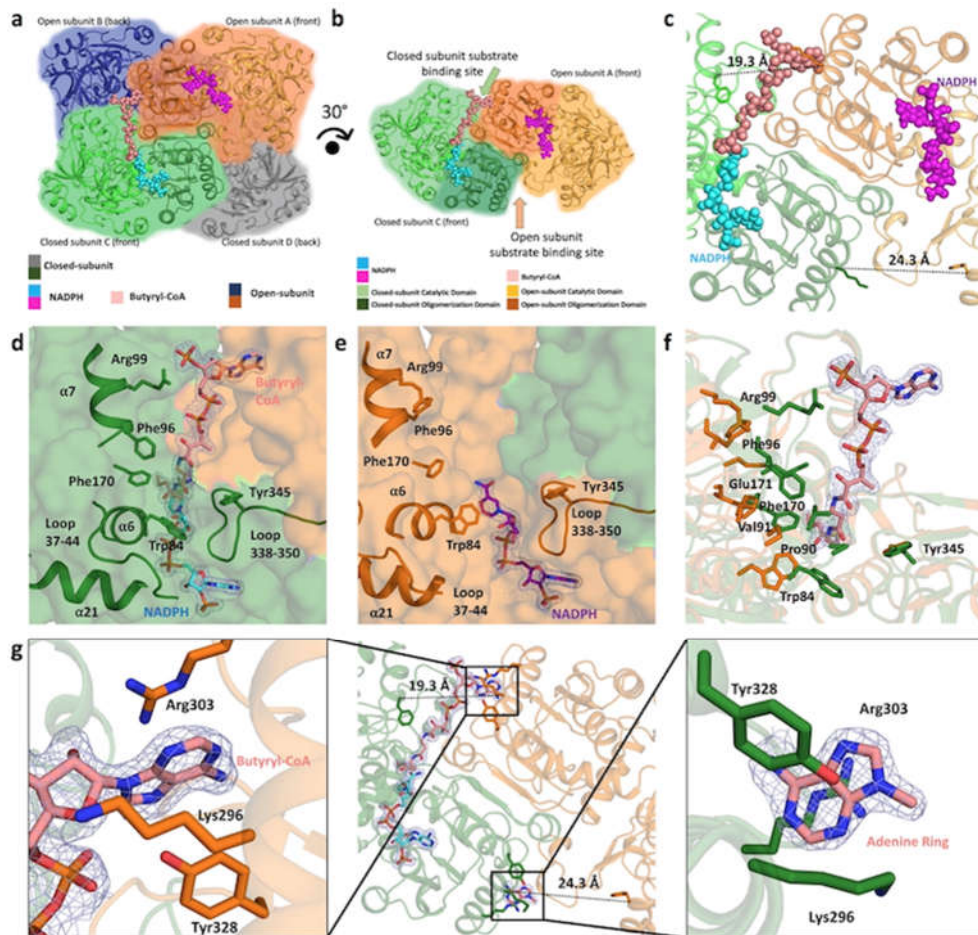 a
Open subunit B (back)
Open subunit A (front)
Closed subunit C (front)
Closed subunit D (back)
Closed-subunit
NADPH
Butyryl-CoA
Open-subunit
30°
b
Closed subunit substrate
binding site
Open subunit A (front)
Closed subunit C (front)
Open subunit
substrate binding site
NADPH
Butyryl-CoA
Closed-subunit Catalytic Domain
Open-subunit Catalytic Domain
Closed-subunit Oligomerization Domain
Open-subunit Oligomerization Domain
c
19.3 Å
NADPH
NADPH
24.3 Å
d
α7
Arg99
Butyryl-
CoA
Phe96
Phe170
Tyr345
Loop
37-44
α6
Trp84
Loop
338-350
α21
NADPH
e
α7
Arg99
Phe96
Phe170
α6
Tyr345
Trp84
Loop
338-350
Loop
37-44
α21
NADPH
f
Arg99
Phe96
Glu171
Phe170
Val91
Pro90
Tyr345
Trp84
g
Arg303
Butyryl-CoA
Lys296
Tyr328
19.3 Å
24.3 Å
Tyr328
Arg303
Adenine Ring
Lys296